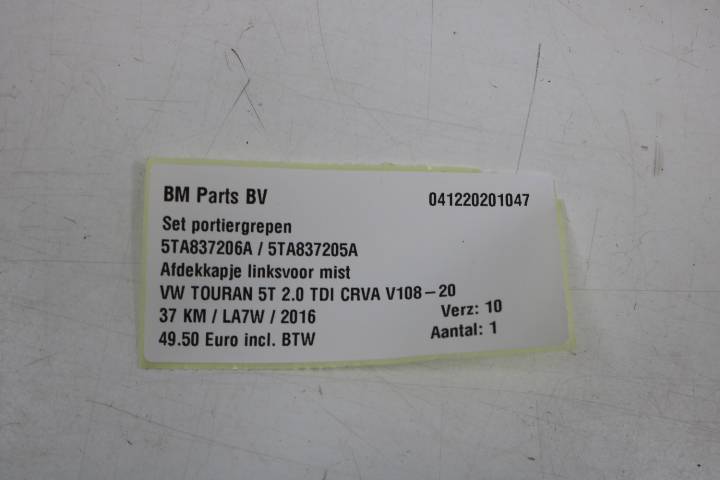 BM Parts BV 041220201047
Set portiergrepen
5TA837206A / 5TA837205A
Afdekkapje linksvoor mist
VW TOURAN 5T 2.0 TDI CRVA V108-20
37 KM / LA7W / 2016 Verz: 10
49.50 Euro incl. BTW Aantal: 1